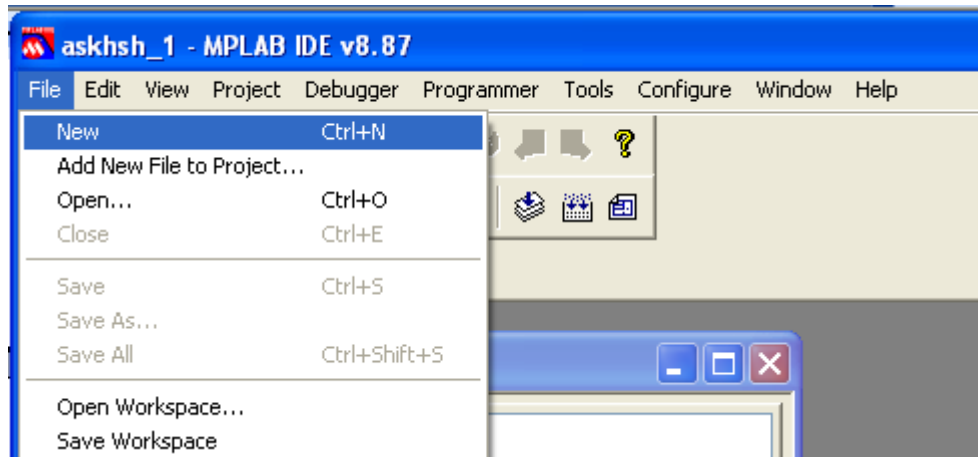 askhsh_1 - MPLAB IDE v8.87
File Edit View Project Debugger Programmer Tools Configure Window Help
New Ctrl+N
Add New File to Project...
Open... Ctrl+O
Close Ctrl+E
Save Ctrl+S
Save As...
Save All Ctrl+Shift+S
Open Workspace...
Save Workspace